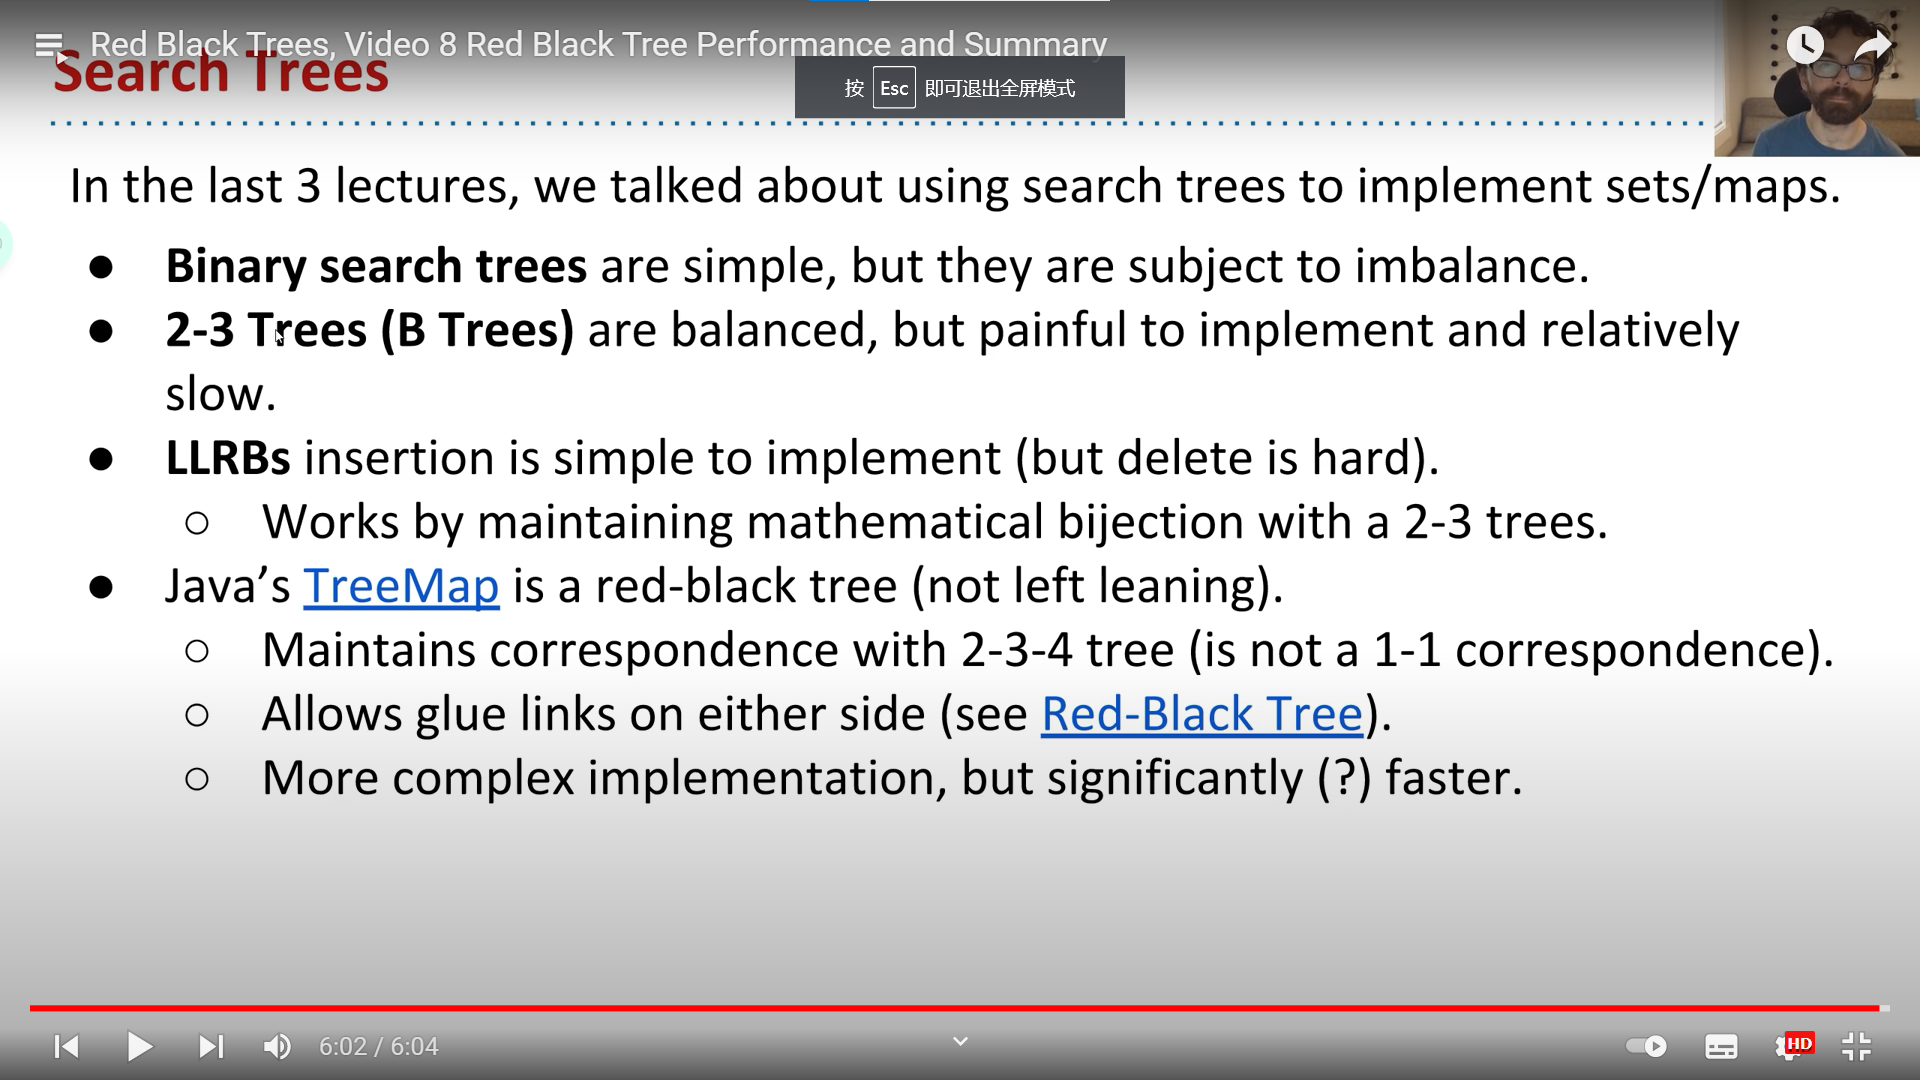 Red Black Trees, Video 8 Red Black Tree Performance and Summary
Search Trees
按 Esc 即可退出全屏模式
In the last 3 lectures, we talked about using search trees to implement sets/maps.
● Binary search trees are simple, but they are subject to imbalance.
● 2-3 Trees (B Trees) are balanced, but painful to implement and relatively
slow.
● LLRBs insertion is simple to implement (but delete is hard).
○ Works by maintaining mathematical bijection with a 2-3 trees.
● Java’s TreeMap is a red-black tree (not left leaning).
○ Maintains correspondence with 2-3-4 tree (is not a 1-1 correspondence).
○ Allows glue links on either side (see Red-Black Tree).
○ More complex implementation, but significantly (?) faster.
6:02 / 6:04
HD